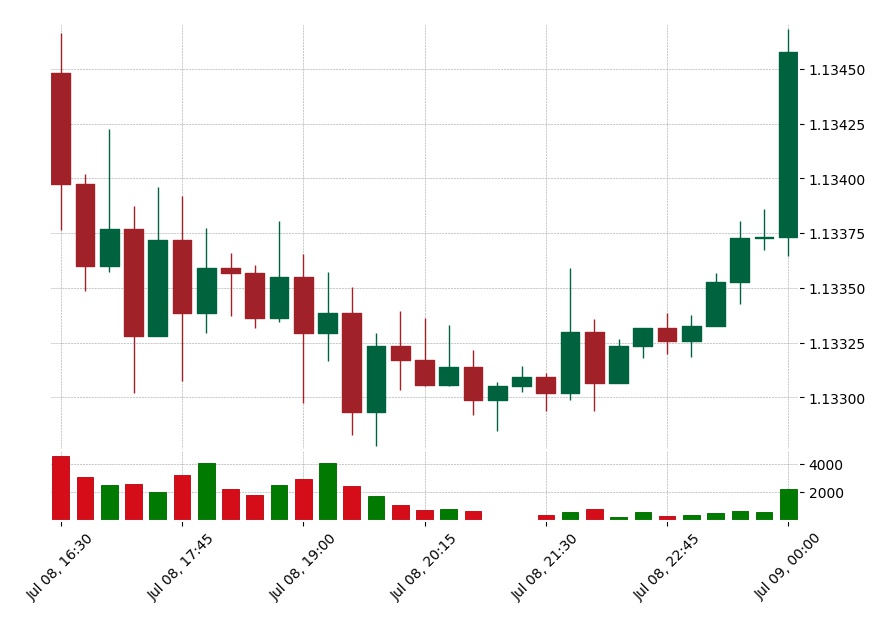 1.13450
1.13425
1.13400
1.13375
1.13350
1.13325
1.13300
4000
2000
Jul 08, 16:30
Jul 08, 17:45
Jul 08, 19:00
Jul 08, 20:15
Jul 08, 21:30
Jul 08, 22:45
Jul 09, 00:00